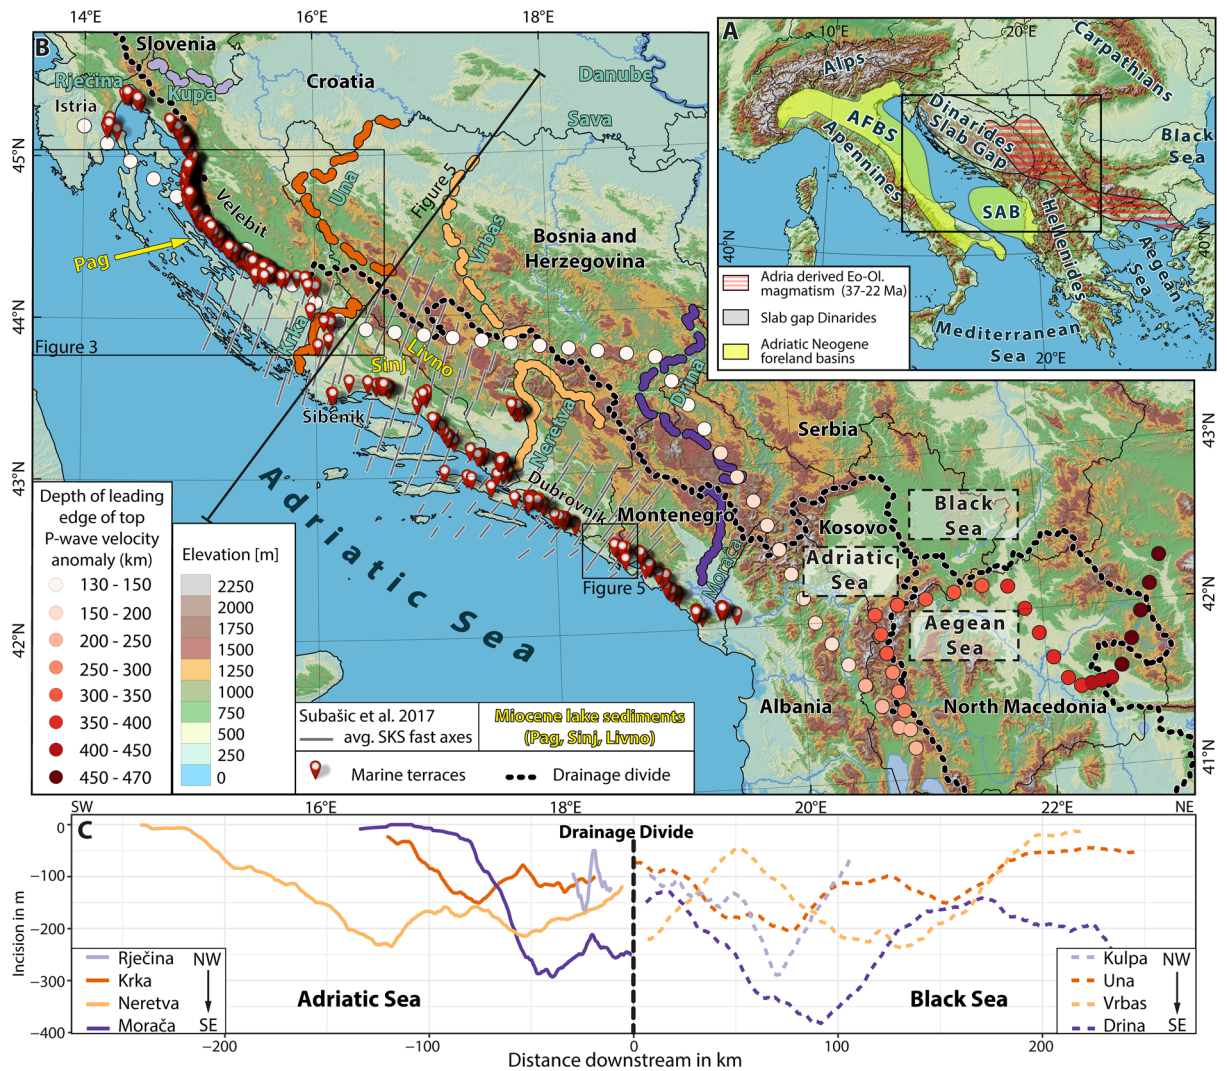 14°E
16°E
18°E
B
Slovenia
Rječina
Kupa
Istria
Croatia
Danube
Sava
45°N
Una
Figure 5
Velebit
Vrbas
Pag
Bosnia and
Herzegovina
44°N
Krka
Figure 3
Livno
Sinj
Drina
Šibenik
Neretva
Serbia
43°N
43°N
Dubrovnik
Adriatic Sea
Montenegro
Kosovo
Black
Sea
Adriatic
Sea
Morača
Figure 5
42°N
42°N
Aegean
Sea
Albania
North Macedonia
41°N
A
10°E
20°E
Alps
Carpathians
AFBS
Dinarides
Slab Gap
Apennines
Black
Sea
SAB
Hellenides
40°N
40°N
Aegean
Sea
Mediterranean
Sea
20°E
Adria derived Eo-Ol.
magmatism (37-22 Ma)
Slab gap Dinarides
Adriatic Neogene
foreland basins
Depth of leading
edge of top
P-wave velocity
anomaly (km)
130 - 150
150 - 200
200 - 250
250 - 300
300 - 350
350 - 400
400 - 450
450 - 470
Elevation [m]
2250
2000
1750
1500
1250
1000
750
500
250
0
Subašic et al. 2017
avg. SKS fast axes
Miocene lake sediments
(Pag, Sinj, Livno)
Marine terraces
Drainage divide
SW
16°E
18°E
20°E
22°E
NE
C
Drainage Divide
0
−100
−200
−300
−400
Incision in m
Rječina
Krka
Neretva
Morača
NW
SE
Adriatic Sea
Black Sea
Kulpa
Una
Vrbas
Drina
NW
SE
−200
−100
0
100
200
Distance downstream in km